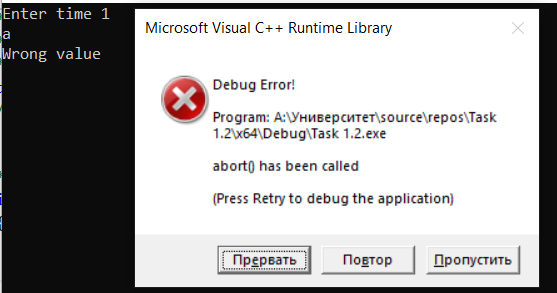 Enter time 1
a
Wrong value
Microsoft Visual C++ Runtime Library
Debug Error!
Program: A:\Университет\source\repos\Task
1.2\x64\Debug\Task 1.2.exe
abort() has been called
(Press Retry to debug the application)
Прервать
Повтор
Пропустить